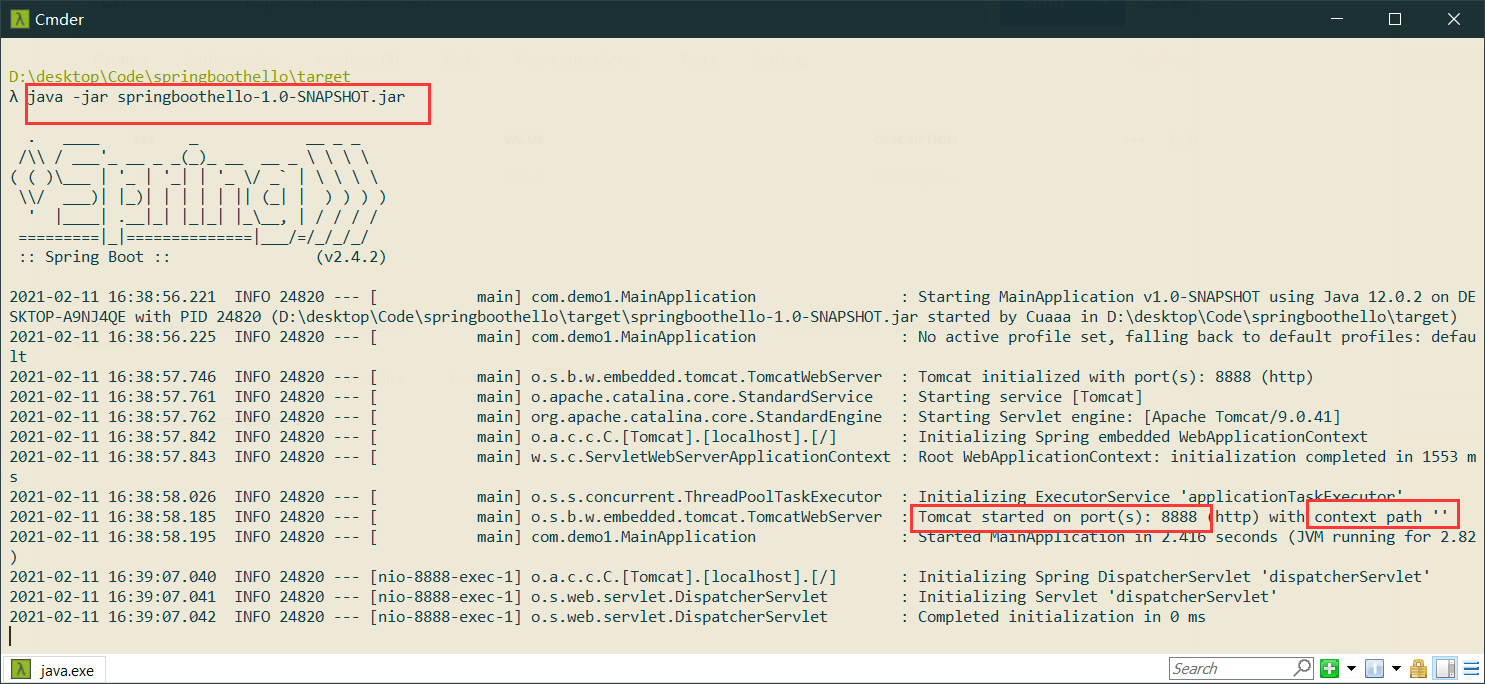 Cmder
D:\desktop\Code\springboothello\target
λ java -jar springboothello-1.0-SNAPSHOT.jar
  .   ____          _            __ _ _
 /\\ / ___'_ __ _ _(_)_ __  __ _ \ \ \ \
( ( )\___ | '_ | '_| | '_ \/ _` | \ \ \ \
 \\/  ___)| |_)| | | | | || (_| |  ) ) ) )
  '  |____| .__|_| |_|_| |_\__, | / / / /
 =========|_|==============|___/=/_/_/_/
 :: Spring Boot ::                (v2.4.2)
2021-02-11 16:38:56.221  INFO 24820 --- [           main] com.demo1.MainApplication                : Starting MainApplication v1.0-SNAPSHOT using Java 12.0.2 on DE
SKTOP-A9NJ4QE with PID 24820 (D:\desktop\Code\springboothello\target\springboothello-1.0-SNAPSHOT.jar started by Cuaaa in D:\desktop\Code\springboothello\target)
2021-02-11 16:38:56.225  INFO 24820 --- [           main] com.demo1.MainApplication                : No active profile set, falling back to default profiles: defau
lt
2021-02-11 16:38:57.746  INFO 24820 --- [           main] o.s.b.w.embedded.tomcat.TomcatWebServer  : Tomcat initialized with port(s): 8888 (http)
2021-02-11 16:38:57.761  INFO 24820 --- [           main] o.apache.catalina.core.StandardService   : Starting service [Tomcat]
2021-02-11 16:38:57.762  INFO 24820 --- [           main] org.apache.catalina.core.StandardEngine  : Starting Servlet engine: [Apache Tomcat/9.0.41]
2021-02-11 16:38:57.842  INFO 24820 --- [           main] o.a.c.c.C.[Tomcat].[localhost].[/]       : Initializing Spring embedded WebApplicationContext
2021-02-11 16:38:57.843  INFO 24820 --- [           main] w.s.c.ServletWebServerApplicationContext : Root WebApplicationContext: initialization completed in 1553 m
s
2021-02-11 16:38:58.026  INFO 24820 --- [           main] o.s.s.concurrent.ThreadPoolTaskExecutor  : Initializing ExecutorService 'applicationTaskExecutor'
2021-02-11 16:38:58.185  INFO 24820 --- [           main] o.s.b.w.embedded.tomcat.TomcatWebServer  : Tomcat started on port(s): 8888 (http) with context path ''
2021-02-11 16:38:58.195  INFO 24820 --- [           main] com.demo1.MainApplication                : Started MainApplication in 2.416 seconds (JVM running for 2.82
)
2021-02-11 16:39:07.040  INFO 24820 --- [nio-8888-exec-1] o.a.c.c.C.[Tomcat].[localhost].[/]       : Initializing Spring DispatcherServlet 'dispatcherServlet'
2021-02-11 16:39:07.041  INFO 24820 --- [nio-8888-exec-1] o.s.web.servlet.DispatcherServlet        : Initializing Servlet 'dispatcherServlet'
2021-02-11 16:39:07.042  INFO 24820 --- [nio-8888-exec-1] o.s.web.servlet.DispatcherServlet        : Completed initialization in 0 ms
java.exe
Search